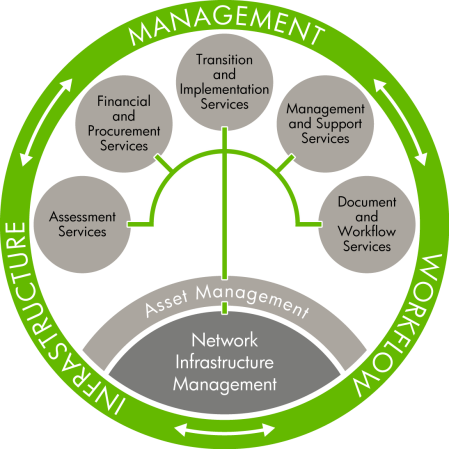 MANAGEMENT
Transition
and
Implementation
Services
Financial
and
Procurement
Services
Management
and Support
Services
Assessment
Services
Document
and
Workflow
Services
INFRASTRUCTURE
WORKFLOW
Asset Management
Network
Infrastructure
Management